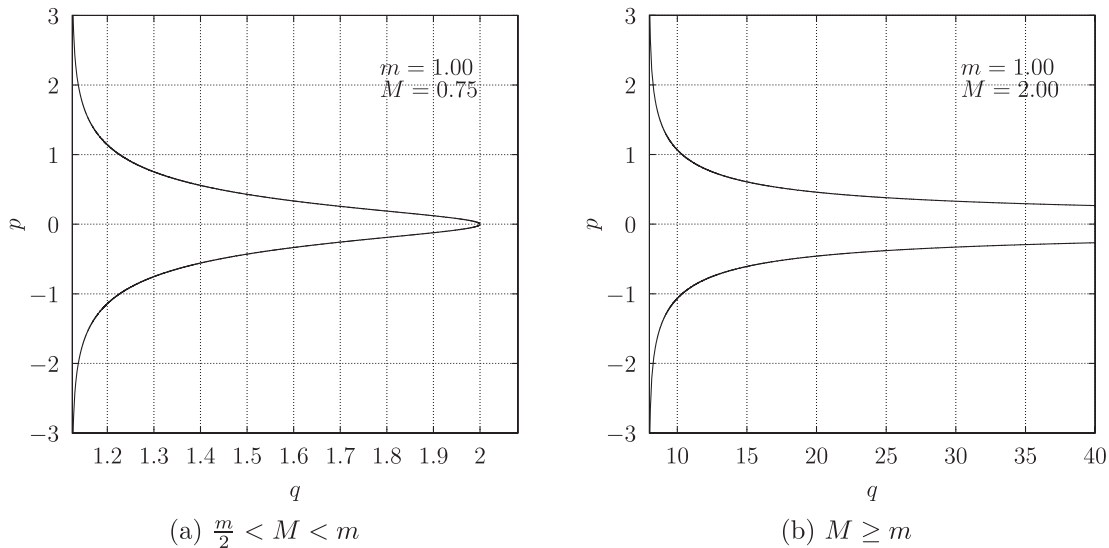 3
2
1
0
−1
−2
−3
p
m = 1.00
M = 0.75
1.2 1.3 1.4 1.5 1.6 1.7 1.8 1.9 2
q
(a) m/2 < M < m
3
2
1
0
−1
−2
−3
p
m = 1.00
M = 2.00
10 15 20 25 30 35 40
q
(b) M ≥ m